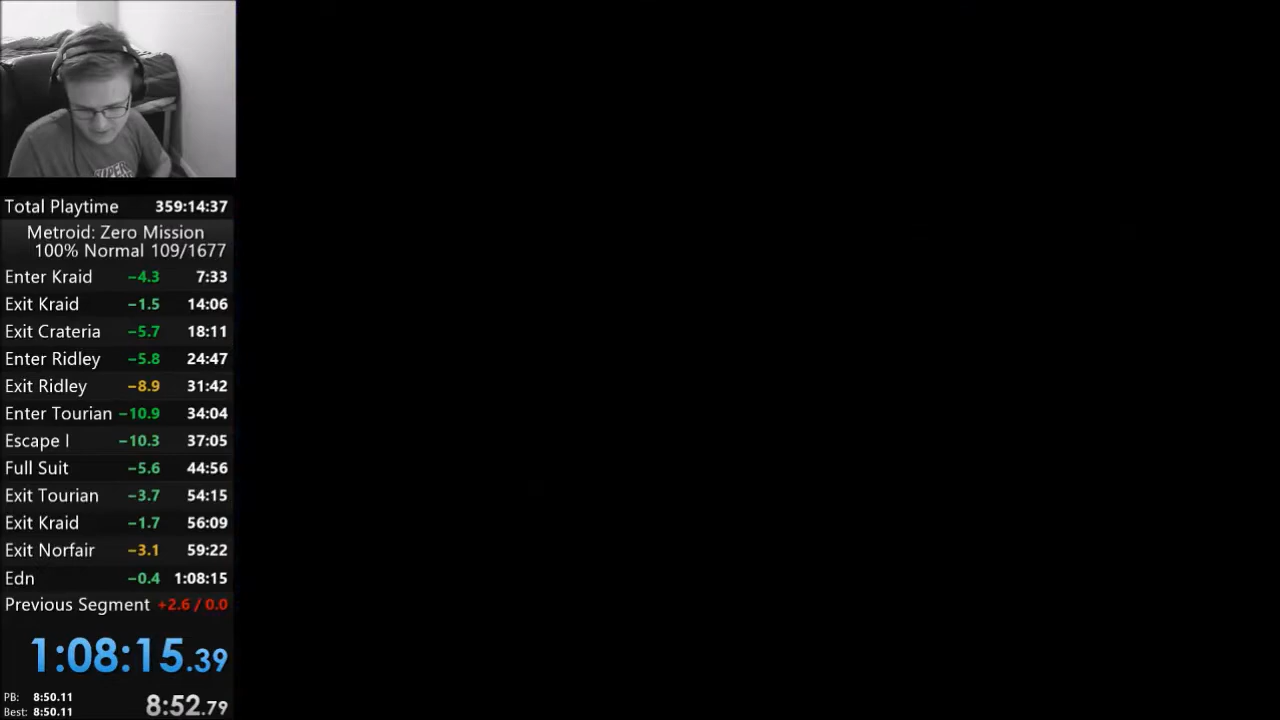 SUPER
Total Playtime 359:14:37
Metroid: Zero Mission
100% Normal 109/1677
Enter Kraid −4.3 7:33
Exit Kraid −1.5 14:06
Exit Crateria −5.7 18:11
Enter Ridley −5.8 24:47
Exit Ridley −8.9 31:42
Enter Tourian −10.9 34:04
Escape I −10.3 37:05
Full Suit −5.6 44:56
Exit Tourian −3.7 54:15
Exit Kraid −1.7 56:09
Exit Norfair −3.1 59:22
Edn −0.4 1:08:15
Previous Segment +2.6 / 0.0
1:08:15.39
PB: 8:50.11
Best: 8:50.11
8:52.79